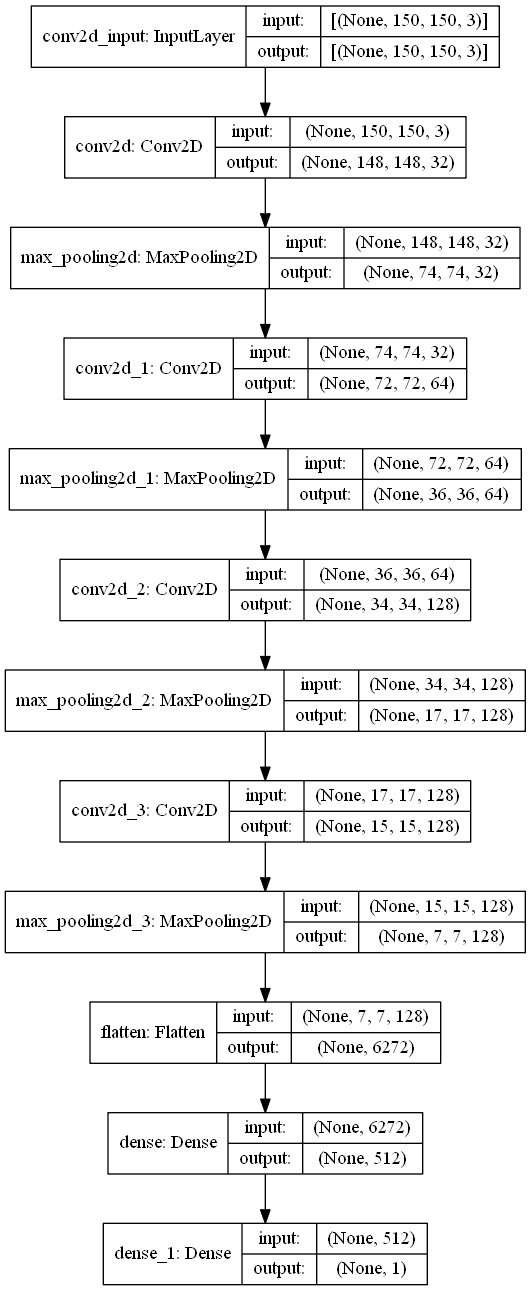 conv2d_input: InputLayer
input:
[(None, 150, 150, 3)]
output:
[(None, 150, 150, 3)]
conv2d: Conv2D
input:
(None, 150, 150, 3)
output:
(None, 148, 148, 32)
max_pooling2d: MaxPooling2D
input:
(None, 148, 148, 32)
output:
(None, 74, 74, 32)
conv2d_1: Conv2D
input:
(None, 74, 74, 32)
output:
(None, 72, 72, 64)
max_pooling2d_1: MaxPooling2D
input:
(None, 72, 72, 64)
output:
(None, 36, 36, 64)
conv2d_2: Conv2D
input:
(None, 36, 36, 64)
output:
(None, 34, 34, 128)
max_pooling2d_2: MaxPooling2D
input:
(None, 34, 34, 128)
output:
(None, 17, 17, 128)
conv2d_3: Conv2D
input:
(None, 17, 17, 128)
output:
(None, 15, 15, 128)
max_pooling2d_3: MaxPooling2D
input:
(None, 15, 15, 128)
output:
(None, 7, 7, 128)
flatten: Flatten
input:
(None, 7, 7, 128)
output:
(None, 6272)
dense: Dense
input:
(None, 6272)
output:
(None, 512)
dense_1: Dense
input:
(None, 512)
output:
(None, 1)